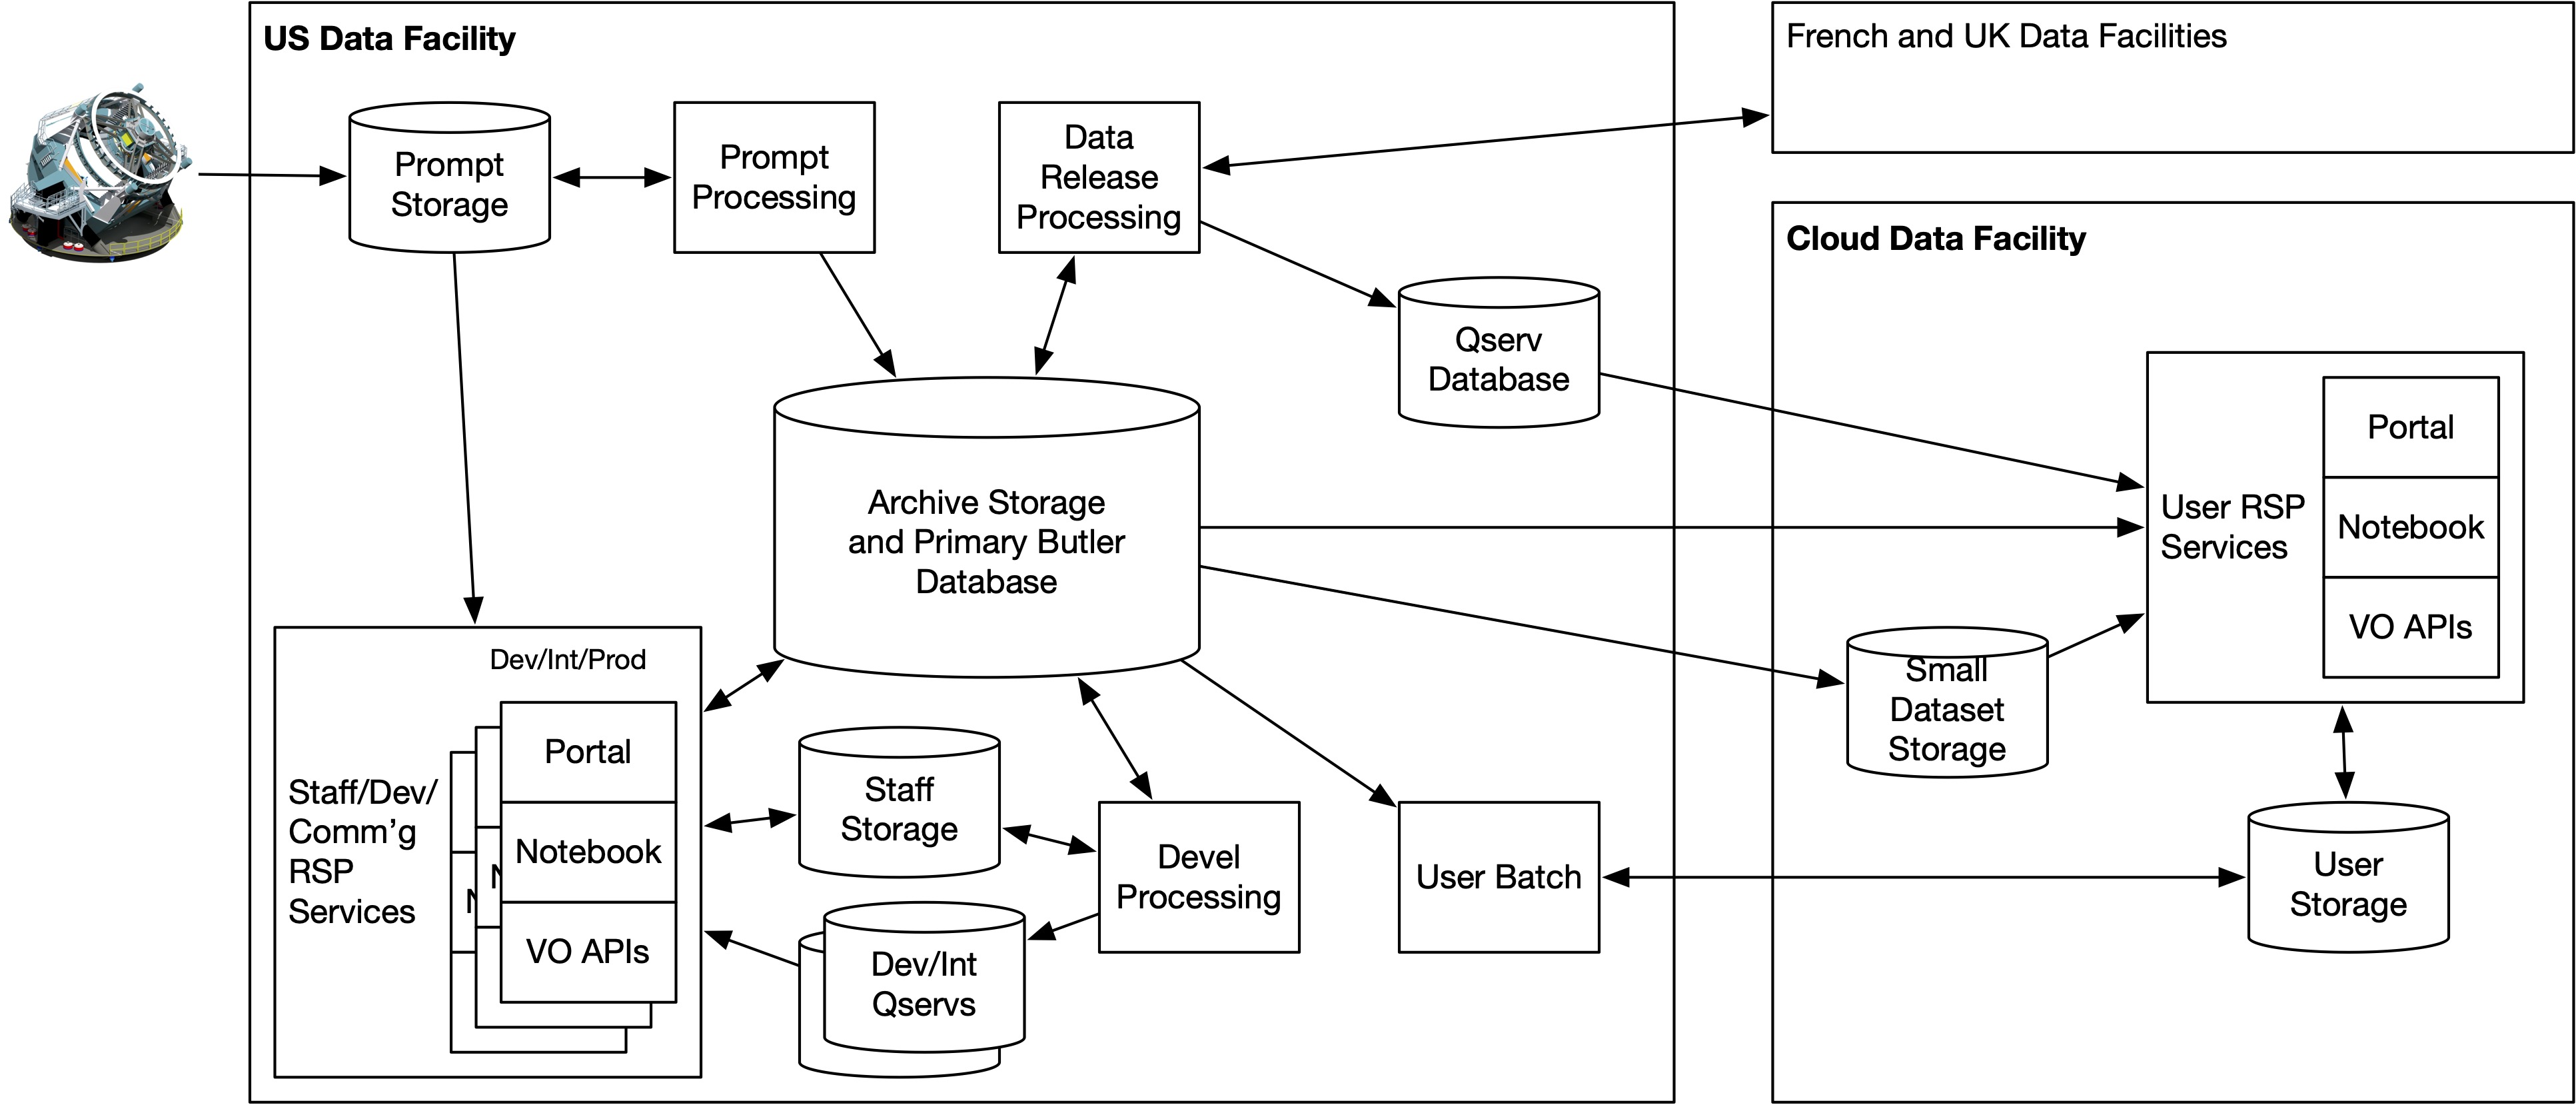 US Data Facility
French and UK Data Facilities
Prompt
Storage
Prompt
Processing
Data
Release
Processing
Cloud Data Facility
Qserv
Database
Archive Storage
and Primary Butler
Database
User RSP
Services
Portal
Notebook
VO APIs
Small
Dataset
Storage
Dev/Int/Prod
Staff/Dev/
Comm’g
RSP
Services
Portal
Notebook
VO APIs
N
N
Staff
Storage
Devel
Processing
Dev/Int
Qservs
User Batch
User
Storage